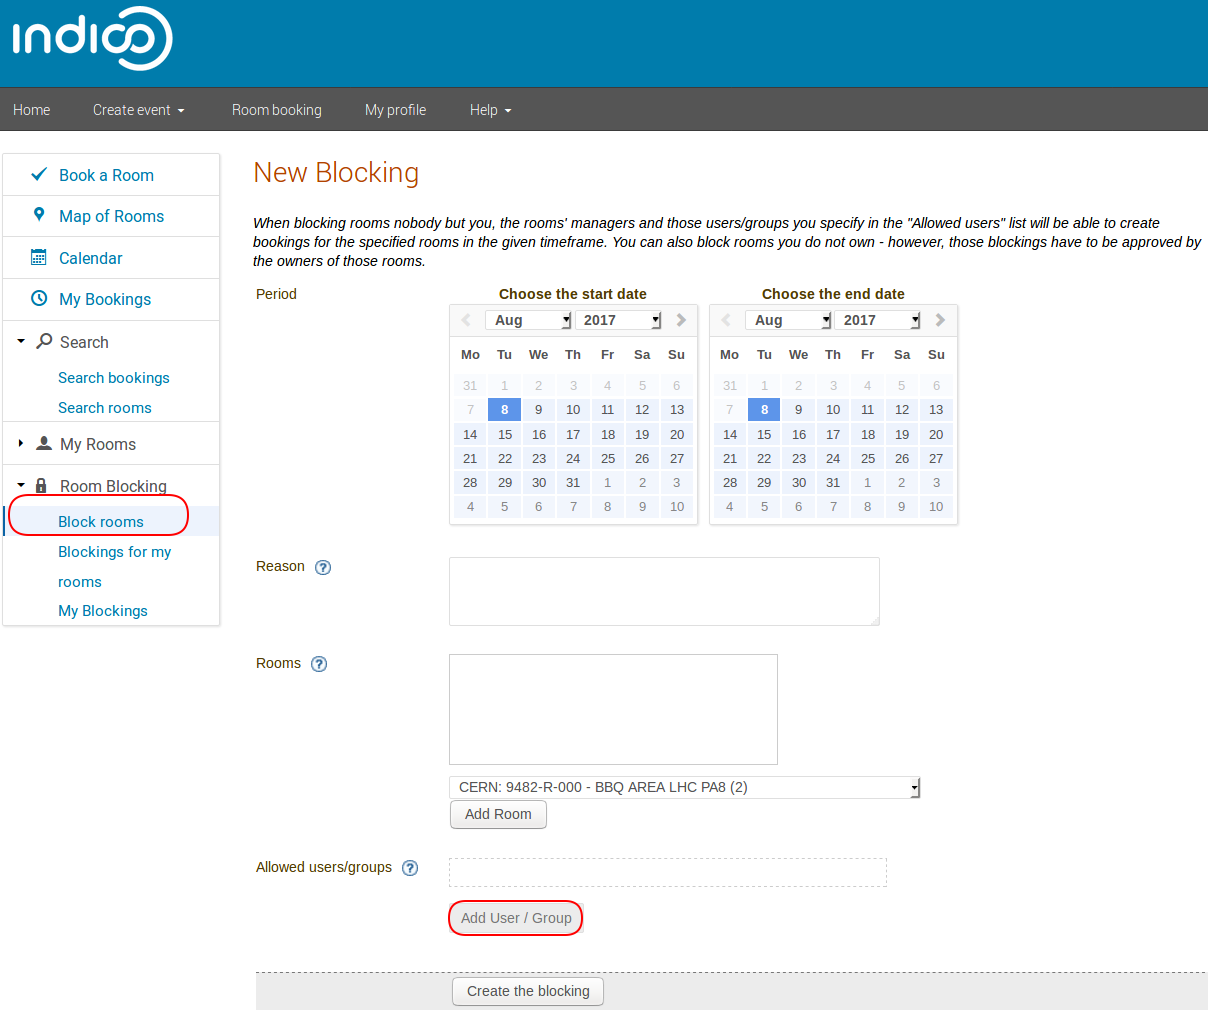 indico
Home Create event Room booking My profile Help
Book a Room
Map of Rooms
Calendar
My Bookings
Search
Search bookings
Search rooms
My Rooms
Room Blocking
Block rooms
Blockings for my
rooms
My Blockings
New Blocking
When blocking rooms nobody but you, the rooms' managers and those users/groups you specify in the "Allowed users" list will be able to create
bookings for the specified rooms in the given timeframe. You can also block rooms you do not own - however, those blockings have to be approved by
the owners of those rooms.
Period
Choose the start date
Aug 2017
Mo Tu We Th Fr Sa Su
31 1 2 3 4 5 6
7 8 9 10 11 12 13
14 15 16 17 18 19 20
21 22 23 24 25 26 27
28 29 30 31 1 2 3
4 5 6 7 8 9 10
Choose the end date
Aug 2017
Mo Tu We Th Fr Sa Su
31 1 2 3 4 5 6
7 8 9 10 11 12 13
14 15 16 17 18 19 20
21 22 23 24 25 26 27
28 29 30 31 1 2 3
4 5 6 7 8 9 10
Reason ?
Rooms ?
CERN: 9482-R-000 - BBQ AREA LHC PA8 (2)
Add Room
Allowed users/groups ?
Add User / Group
Create the blocking